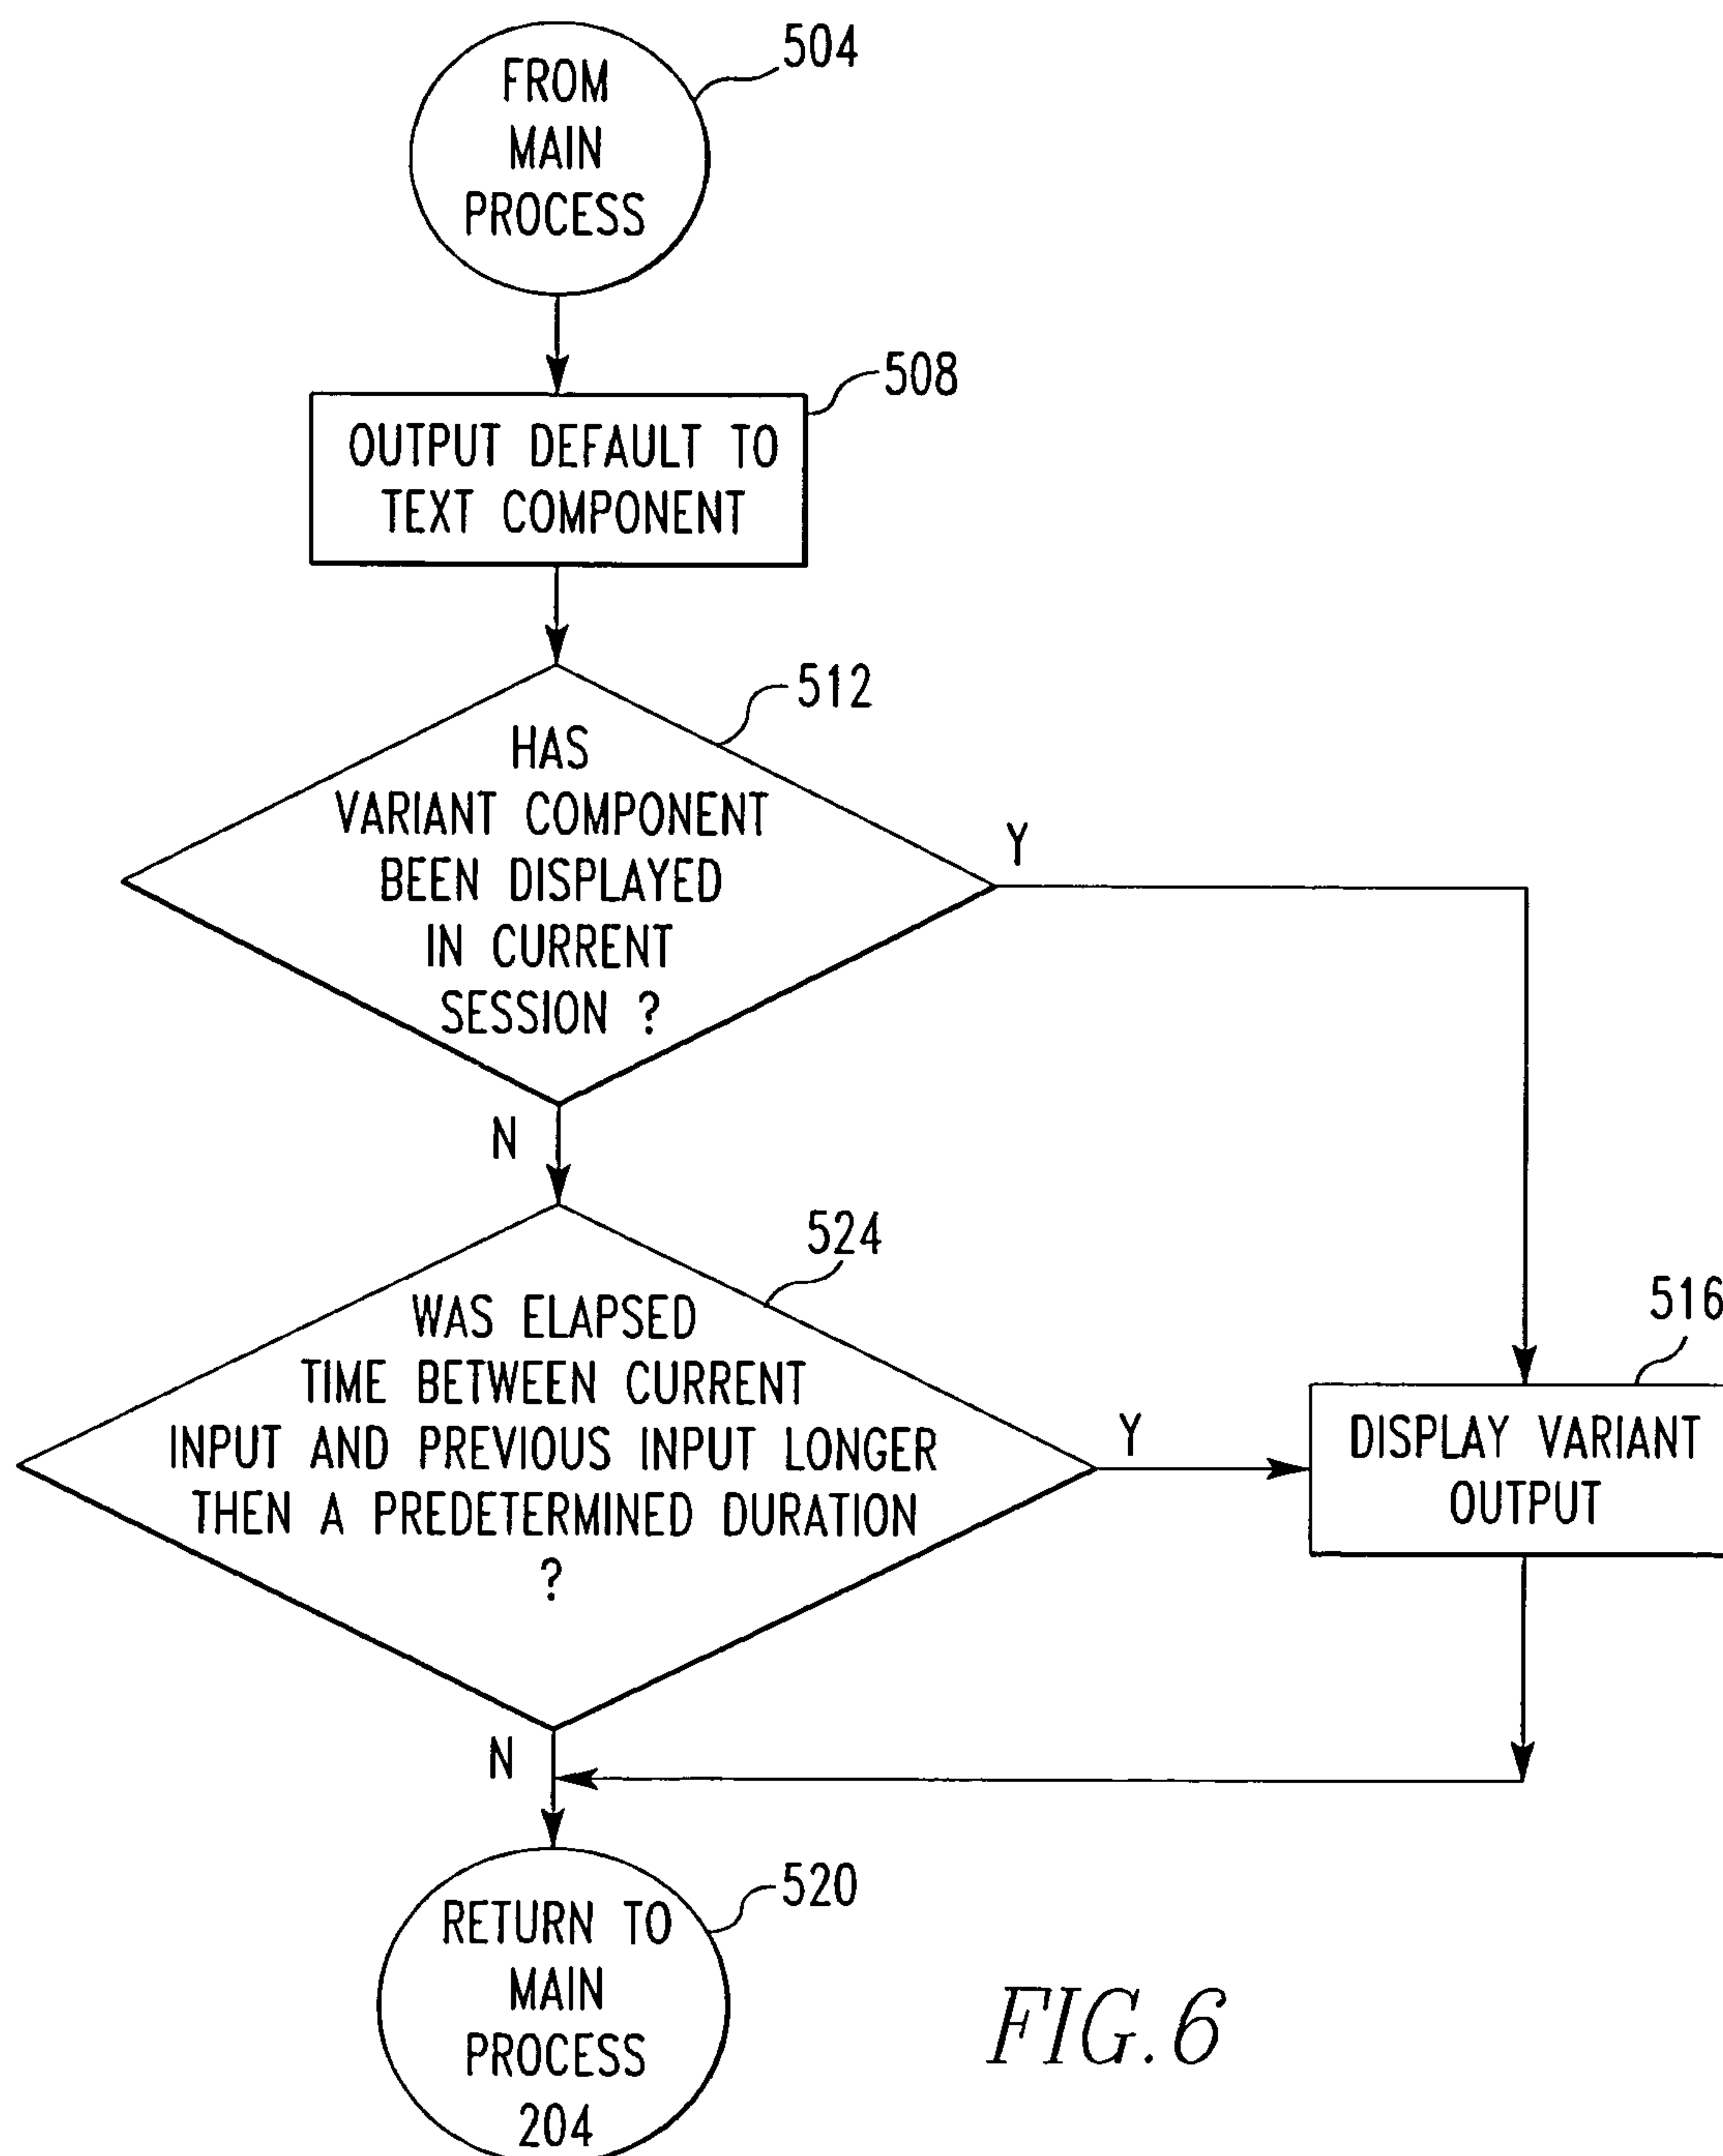 FROM
MAIN
PROCESS
504
OUTPUT DEFAULT TO
TEXT COMPONENT
508
HAS
VARIANT COMPONENT
BEEN DISPLAYED
IN CURRENT
SESSION ?
512
Y
N
WAS ELAPSED
TIME BETWEEN CURRENT
INPUT AND PREVIOUS INPUT LONGER
THEN A PREDETERMINED DURATION
?
524
Y
516
DISPLAY VARIANT
OUTPUT
N
RETURN TO
MAIN
PROCESS
204
520
FIG. 6